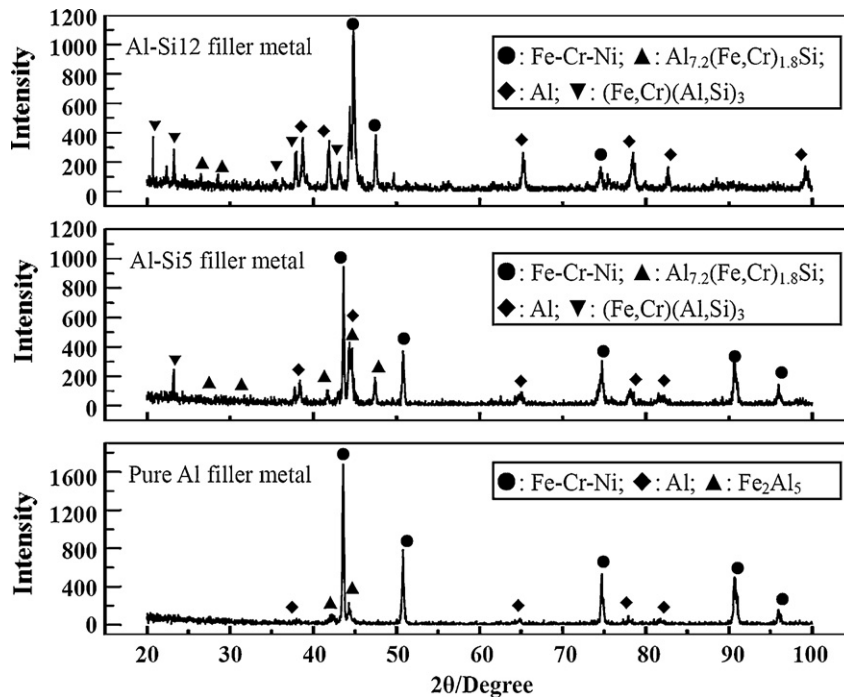 Intensity
1200
1000
800
600
400
200
0
Al-Si12 filler metal
● : Fe-Cr-Ni; ▲ : Al7.2(Fe,Cr)1.8Si;
◆ : Al; ▼ : (Fe,Cr)(Al,Si)3
Intensity
1200
1000
800
600
400
200
0
Al-Si5 filler metal
● : Fe-Cr-Ni; ▲ : Al7.2(Fe,Cr)1.8Si;
◆ : Al; ▼ : (Fe,Cr)(Al,Si)3
Intensity
1600
1200
800
400
0
Pure Al filler metal
● : Fe-Cr-Ni; ◆ : Al; ▲ : Fe2Al5
20 30 40 50 60 70 80 90 100
2θ/Degree